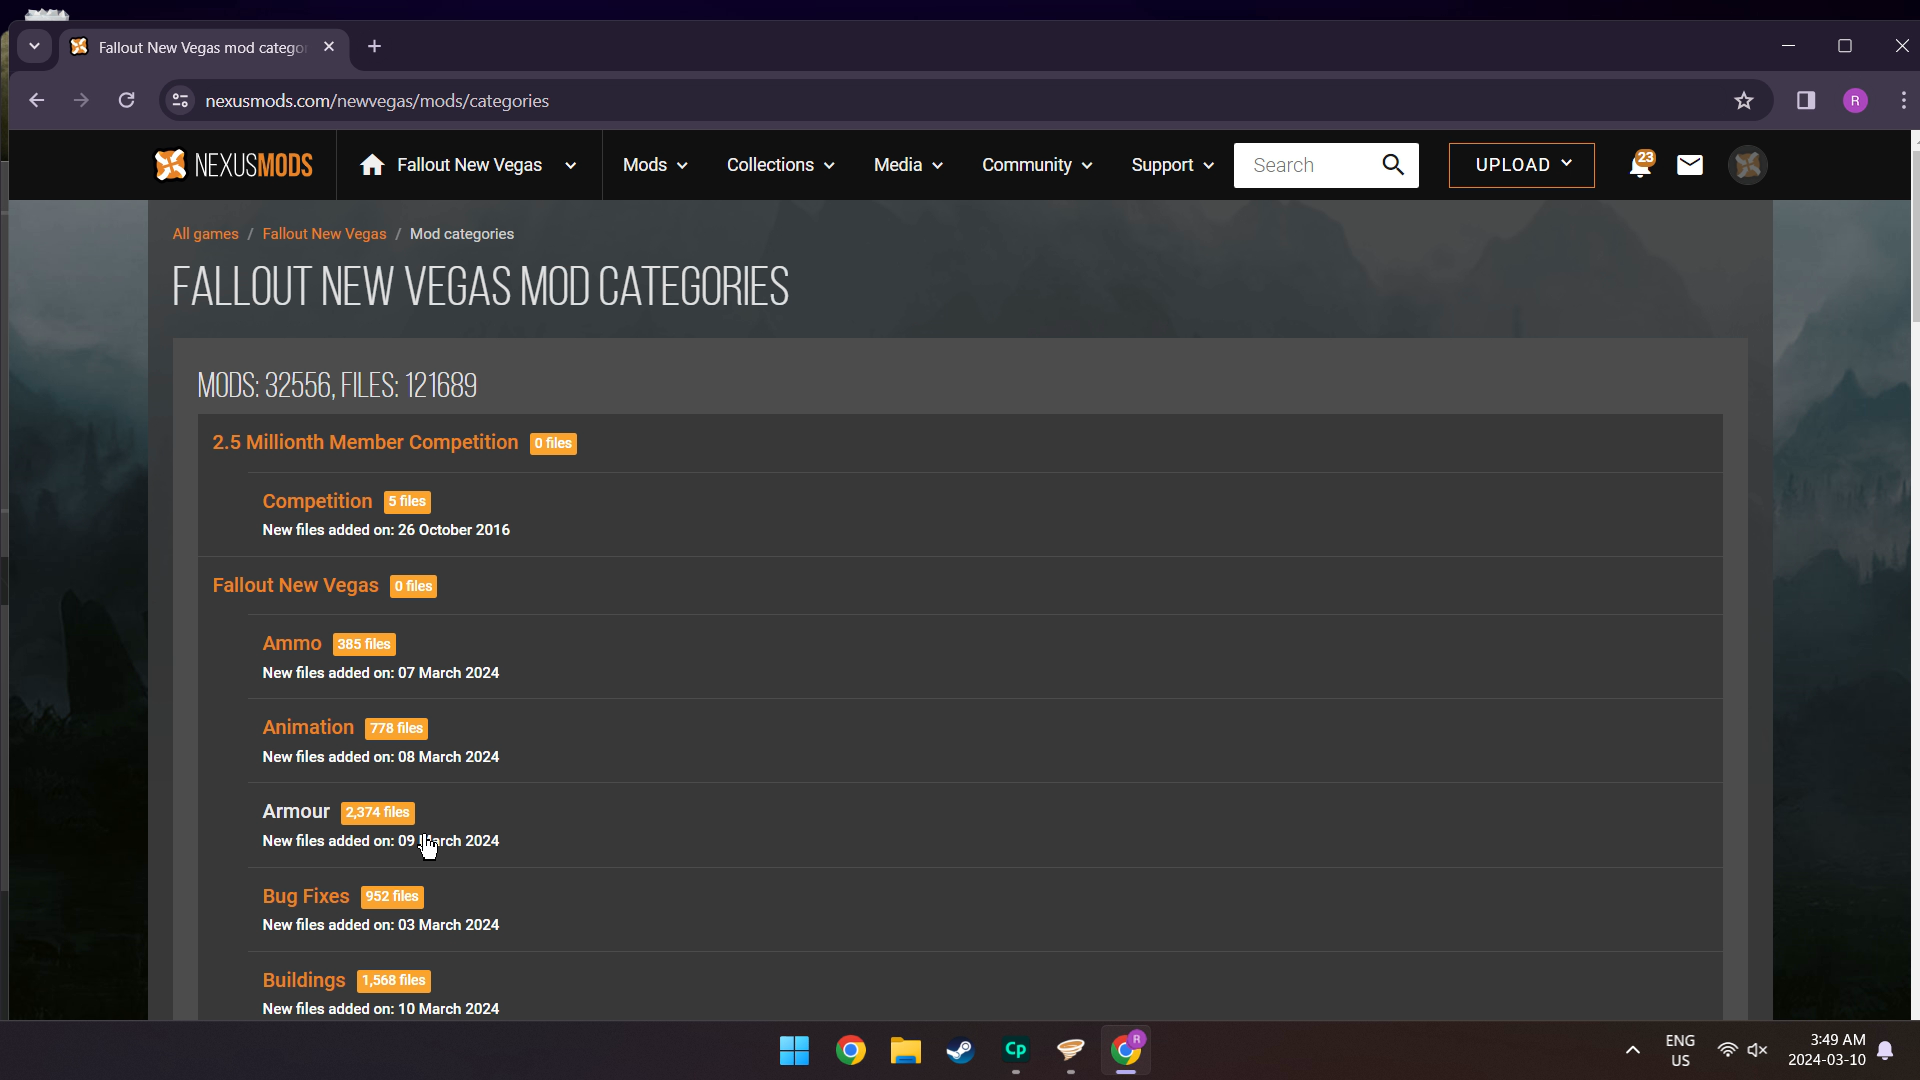 Fallout New Vegas mod catego
nexusmods.com/newvegas/mods/categories
R
NEXUSMODS
Fallout New Vegas
Mods
Collections
Media
Community
Support
Search
UPLOAD
23
All games / Fallout New Vegas / Mod categories
FALLOUT NEW VEGAS MOD CATEGORIES
MODS: 32556, FILES: 121689
2.5 Millionth Member Competition 0 files
Competition 5 files
New files added on: 26 October 2016
Fallout New Vegas 0 files
Ammo 385 files
New files added on: 07 March 2024
Animation 778 files
New files added on: 08 March 2024
Armour 2,374 files
New files added on: 09 March 2024
Bug Fixes 952 files
New files added on: 03 March 2024
Buildings 1,568 files
New files added on: 10 March 2024
Cp
R
ENG
US
3:49 AM
2024-03-10